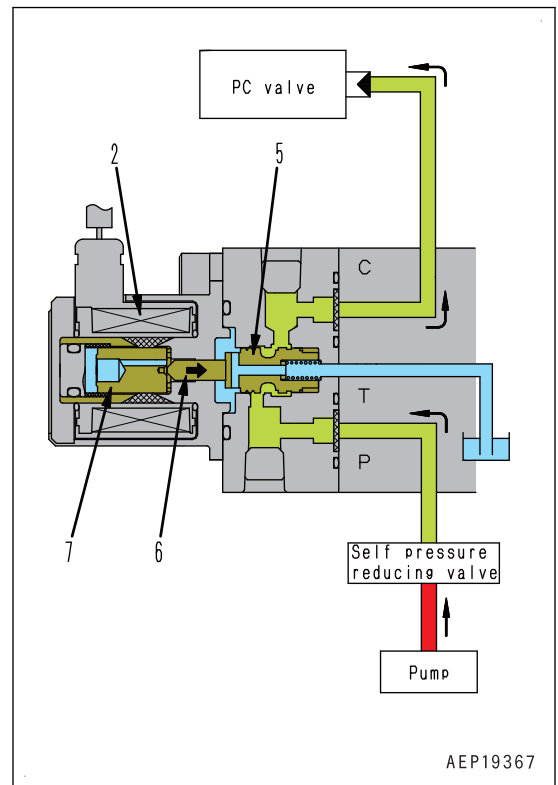 PC valve
2
5
C
T
P
7
6
Self pressure
reducing valve
Pump
AEP19367